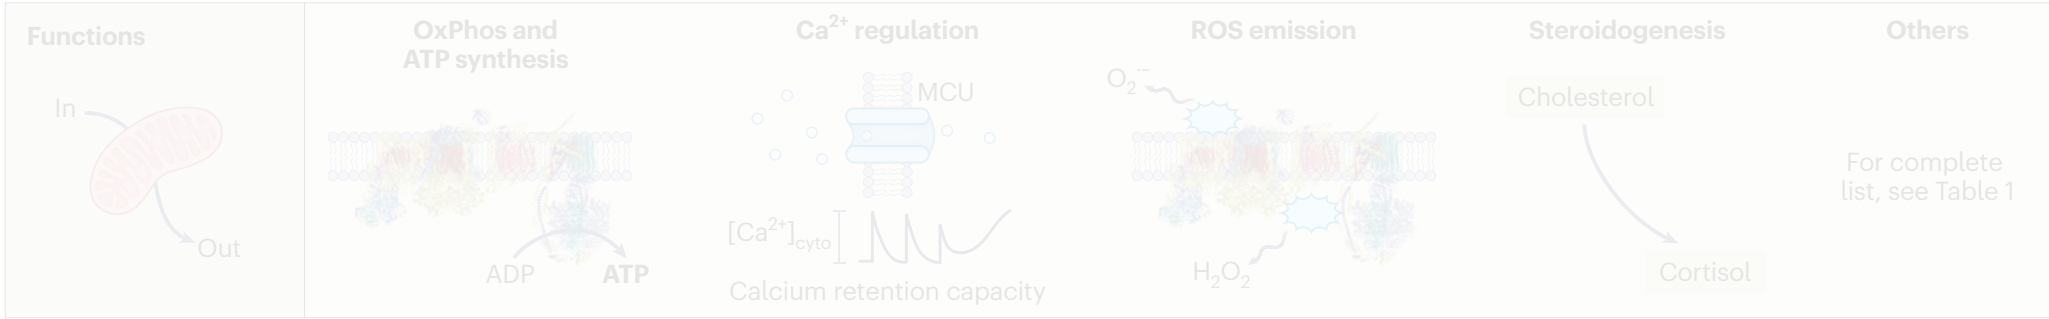 Functions
In
Out
OxPhos and
ATP synthesis
ADP
ATP
Ca²⁺ regulation
MCU
[Ca²⁺]cyto
Calcium retention capacity
ROS emission
O₂⋅⁻
H₂O₂
Steroidogenesis
Cholesterol
Cortisol
Others
For complete
list, see Table 1